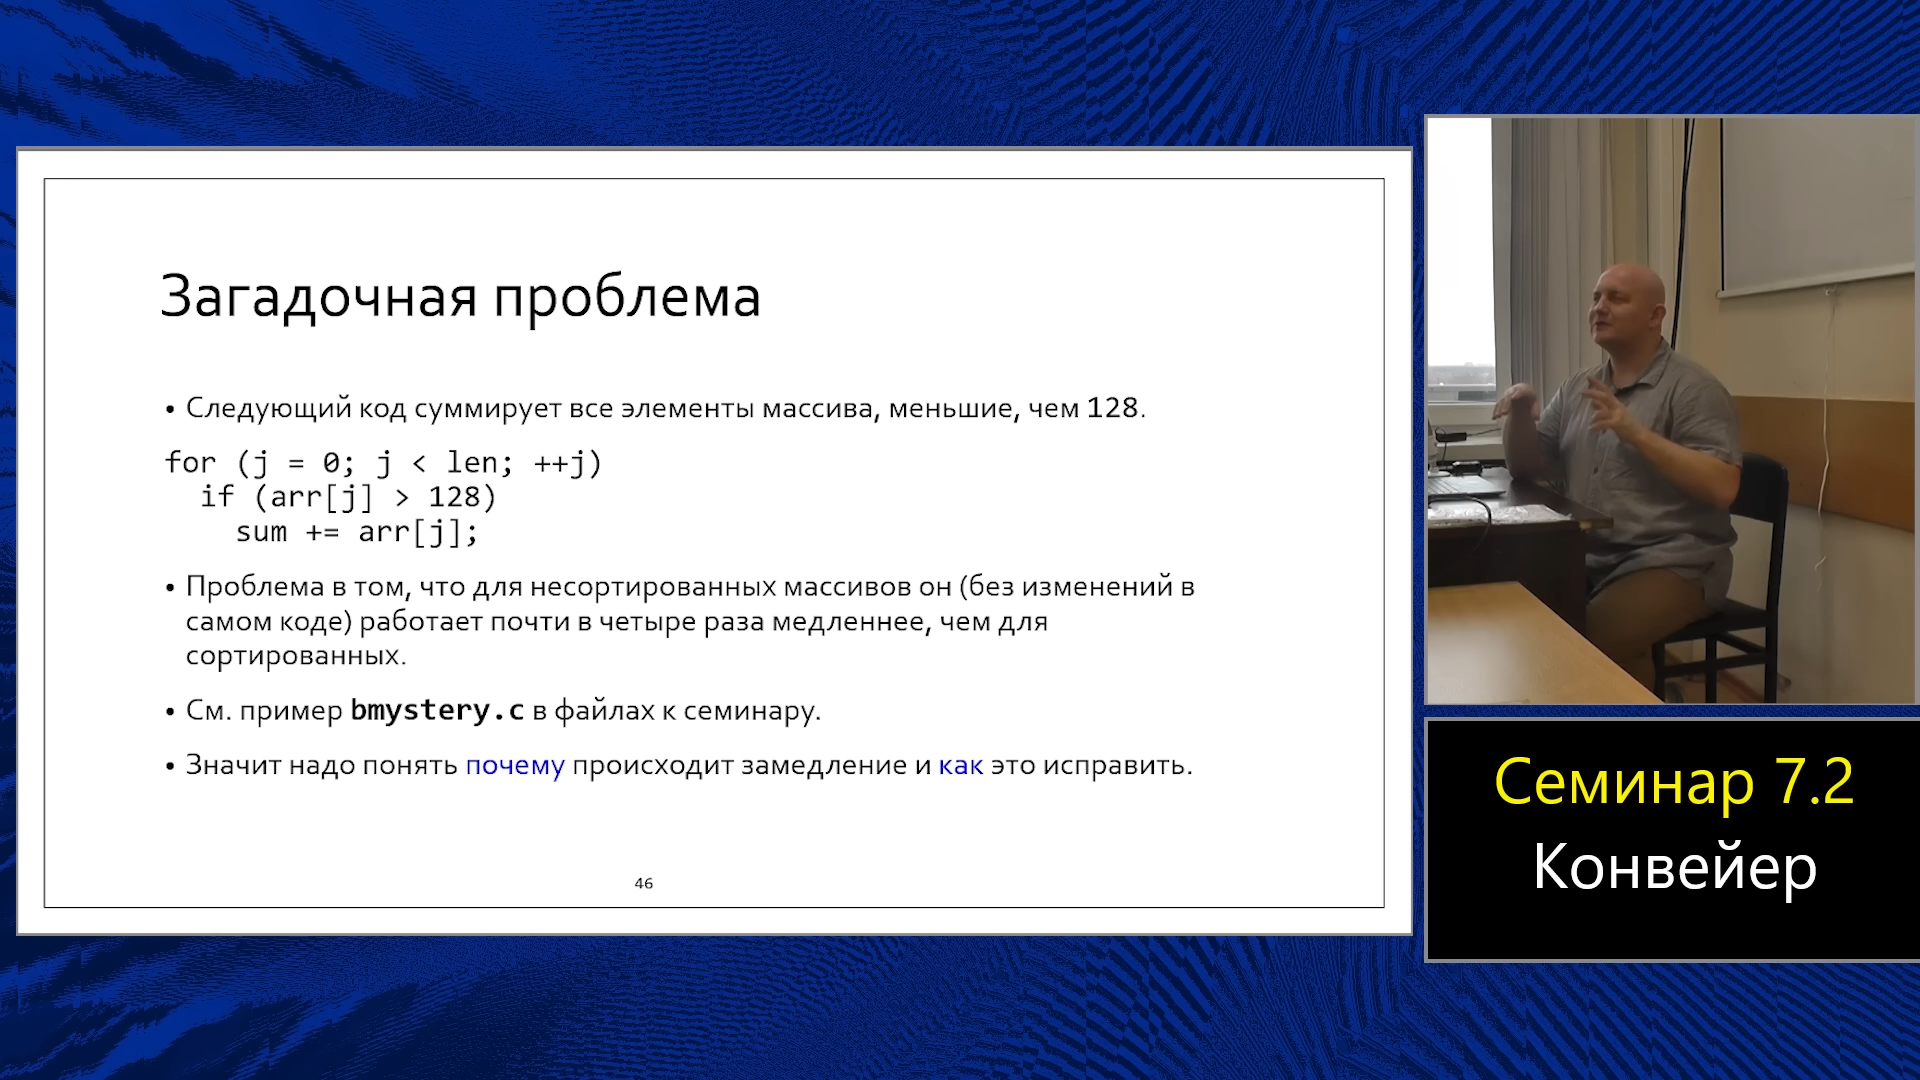 Загадочная проблема
• Следующий код суммирует все элементы массива, меньшие, чем 128.
for (j = 0; j < len; ++j)
if (arr[j] > 128)
sum += arr[j];
• Проблема в том, что для несортированных массивов он (без изменений в
самом коде) работает почти в четыре раза медленнее, чем для
сортированных.
• См. пример bmystery.c в файлах к семинару.
• Значит надо понять почему происходит замедление и как это исправить.
46
Семинар 7.2
Конвейер